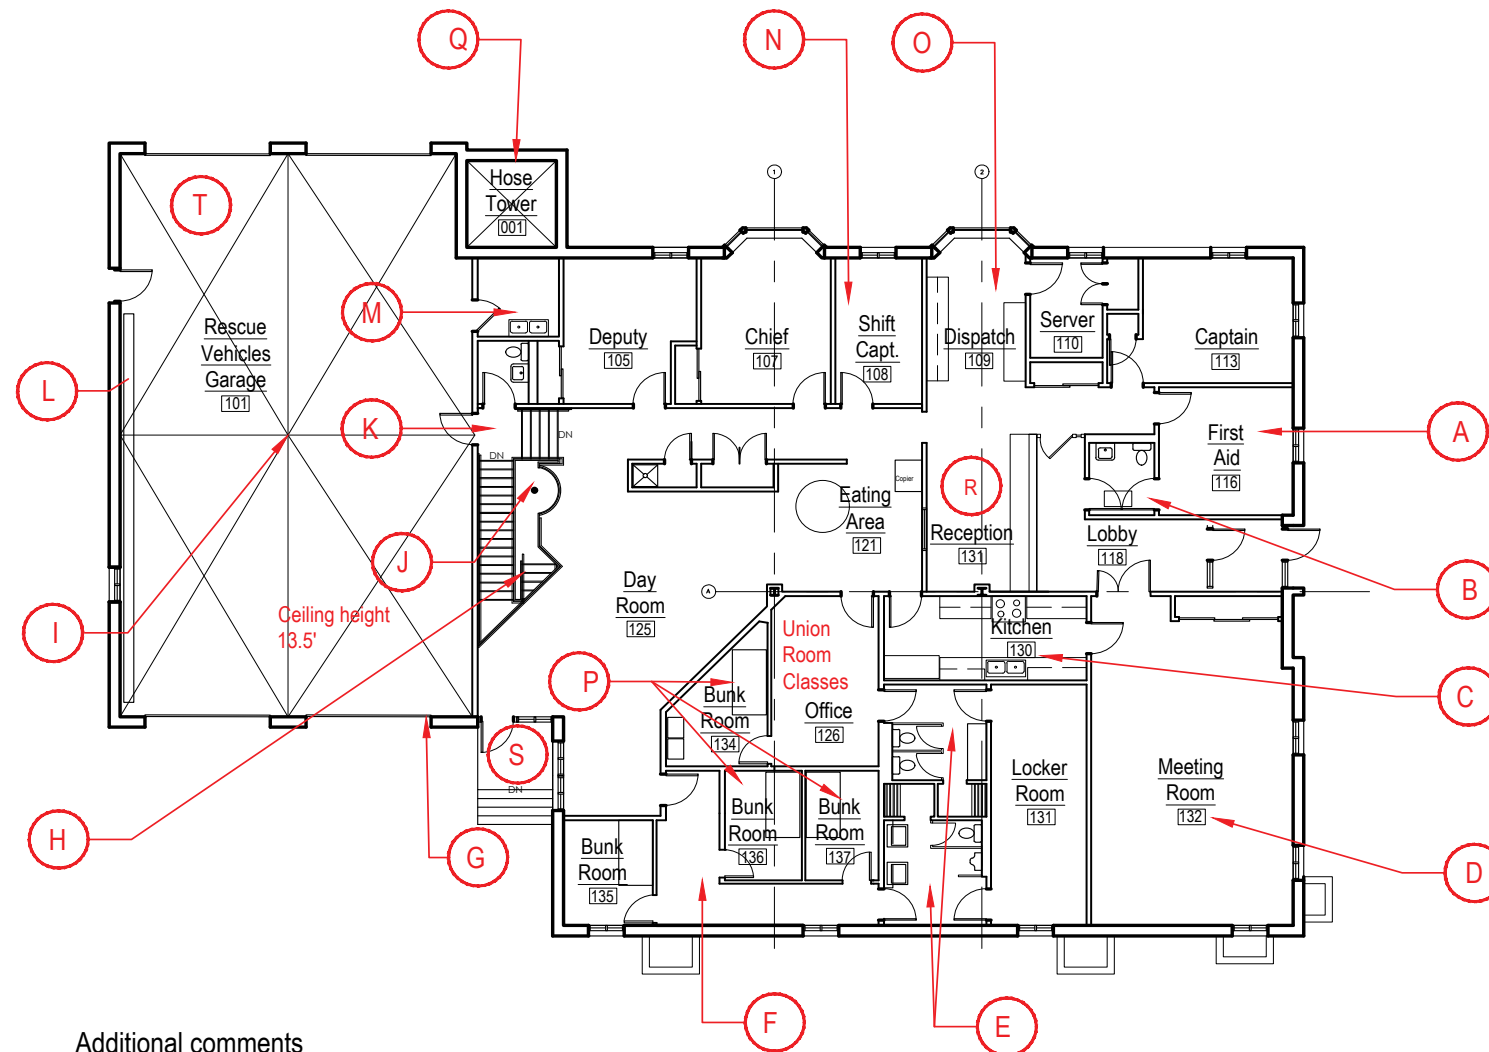 Q
N
O
Hose
Tower
001
1
2
T
M
Rescue
Vehicles
Garage
101
Deputy
105
Chief
107
Shift
Capt.
108
Dispatch
109
Server
110
Captain
113
L
K
DN
DN
First
Aid
116
A
Copier
R
Eating
Area
121
Reception
131
Lobby
118
B
J
Day
Room
125
A
I
Ceiling height
13.5'
Union
Room
Classes
Office
126
Kitchen
130
C
P
Bunk
Room
134
S
DN
Locker
Room
131
Meeting
Room
132
D
H
G
Bunk
Room
135
Bunk
Room
136
Bunk
Room
137
F
E
Additional comments